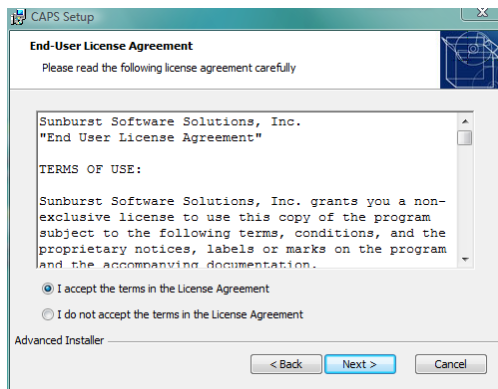 CAPS Setup
End-User License Agreement
Please read the following license agreement carefully
Sunburst Software Solutions, Inc.
"End User License Agreement"
TERMS OF USE:
Sunburst Software Solutions, Inc. grants you a non-
exclusive license to use this copy of the program
subject to the following terms, conditions, and the
proprietary notices, labels or marks on the program
and the accompanying documentation.
I accept the terms in the License Agreement
I do not accept the terms in the License Agreement
Advanced Installer
< Back
Next >
Cancel